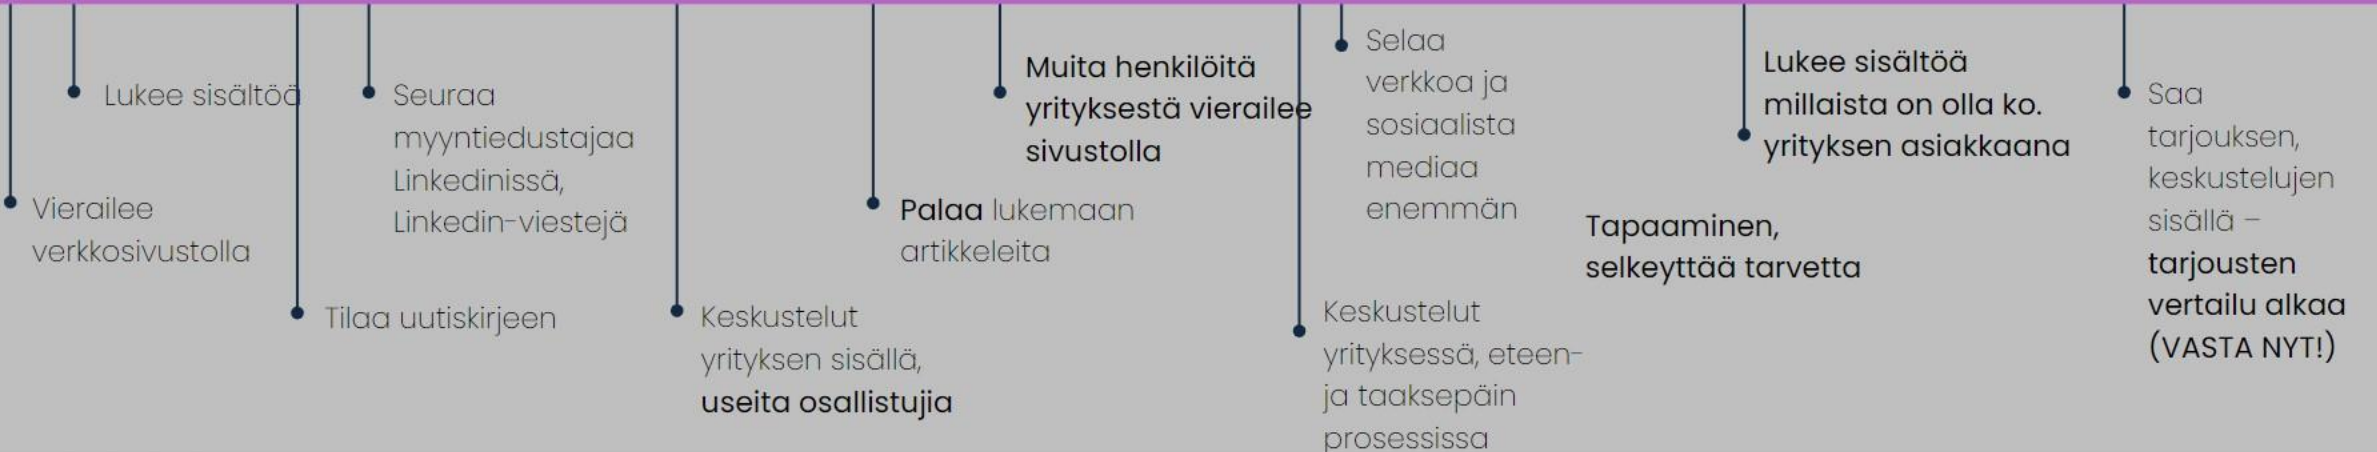 Vierailee
verkkosivustolla
Lukee sisältöä
Tilaa uutiskirjeen
Seuraa
myyntiedustajaa
Linkedinissä,
Linkedin-viestejä
Keskustelut
yrityksen sisällä,
useita osallistujia
Palaa lukemaan
artikkeleita
Muita henkilöitä
yrityksestä vierailee
sivustolla
Keskustelut
yrityksessä, eteen-
ja taaksepäin
prosessissa
Selaa
verkkoa ja
sosiaalista
mediaa
enemmän
Tapaaminen,
selkeyttää tarvetta
Lukee sisältöä
millaista on olla ko.
yrityksen asiakkaana
Saa
tarjouksen,
keskustelujen
sisällä –
tarjousten
vertailu alkaa
(VASTA NYT!)